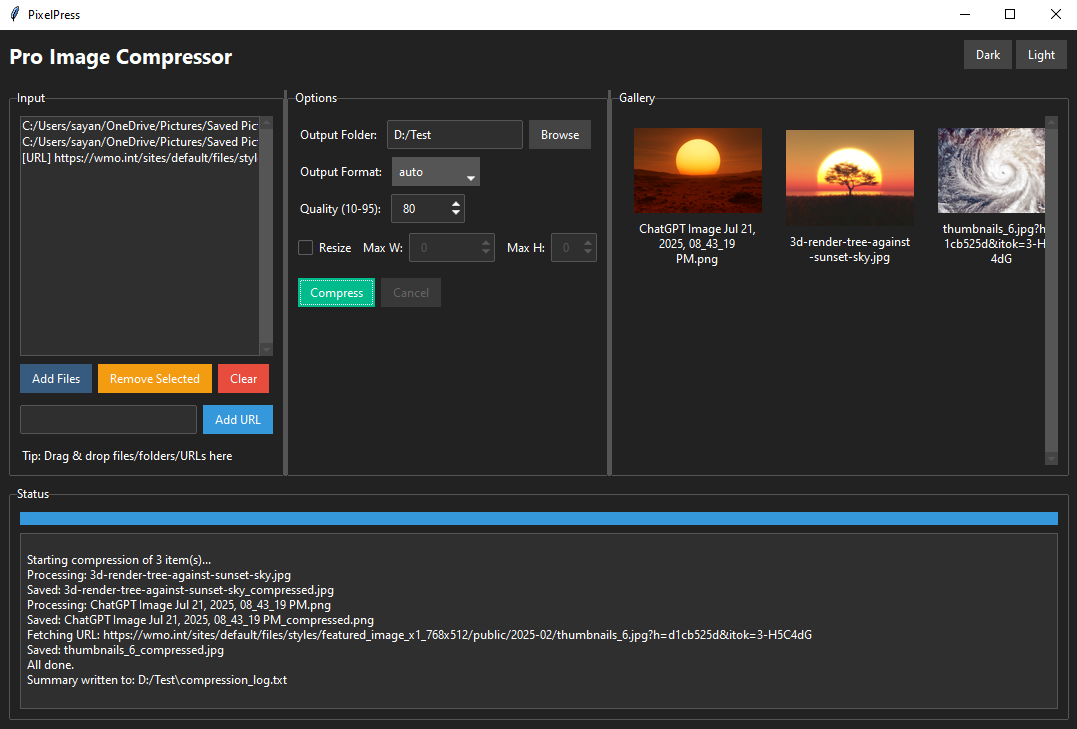 PixelPress
Pro Image Compressor
Dark
Light
Input
C:/Users/sayan/OneDrive/Pictures/Saved Pic
C:/Users/sayan/OneDrive/Pictures/Saved Pic
[URL] https://wmo.int/sites/default/files/styl
Add Files
Remove Selected
Clear
Add URL
Tip: Drag & drop files/folders/URLs here
Options
Output Folder:
D:/Test
Browse
Output Format:
auto
Quality (10-95):
80
Resize
Max W:
0
Max H:
0
Compress
Cancel
Gallery
ChatGPT Image Jul 21,
2025, 08_43_19
PM.png
3d-render-tree-against
-sunset-sky.jpg
thumbnails_6.jpg?h
1cb525d&itok=3-H
4dG
Status
Starting compression of 3 item(s)...
Processing: 3d-render-tree-against-sunset-sky.jpg
Saved: 3d-render-tree-against-sunset-sky_compressed.jpg
Processing: ChatGPT Image Jul 21, 2025, 08_43_19 PM.png
Saved: ChatGPT Image Jul 21, 2025, 08_43_19 PM_compressed.png
Fetching URL: https://wmo.int/sites/default/files/styles/featured_image_x1_768x512/public/2025-02/thumbnails_6.jpg?h=d1cb525d&itok=3-H5C4dG
Saved: thumbnails_6_compressed.jpg
All done.
Summary written to: D:/Test\compression_log.txt